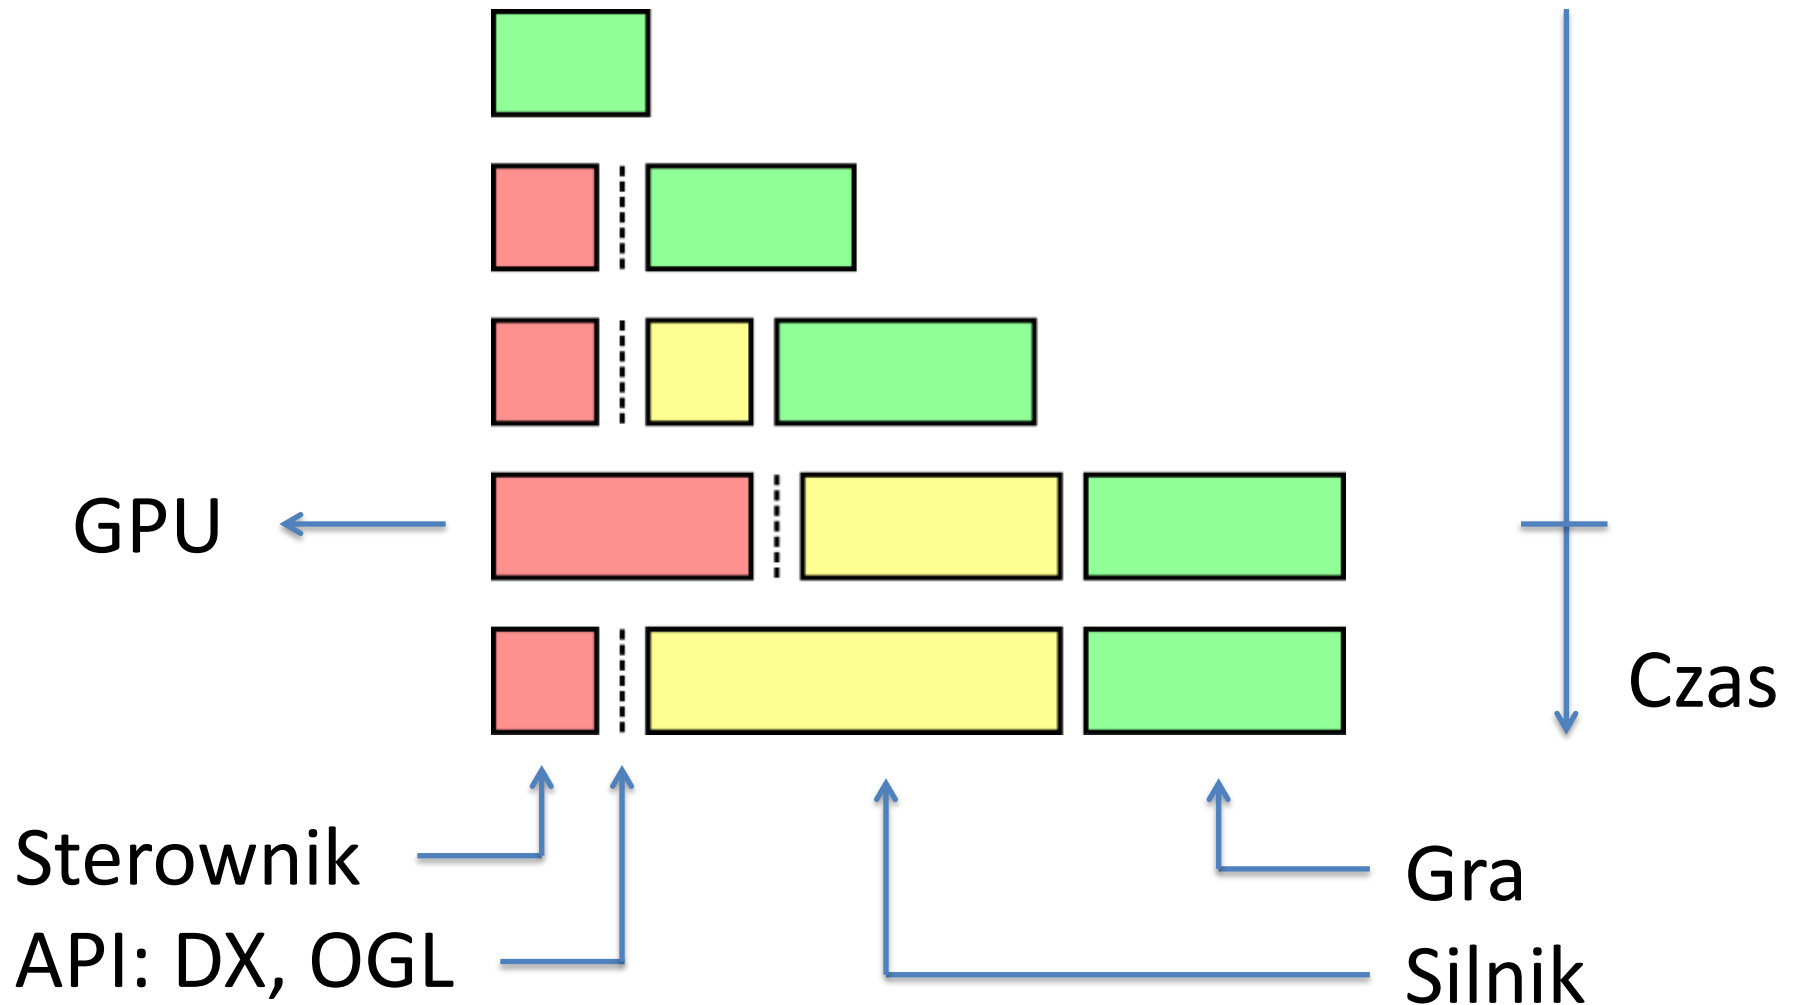 GPU
Czas
Sterownik
Gra
API: DX, OGL
Silnik